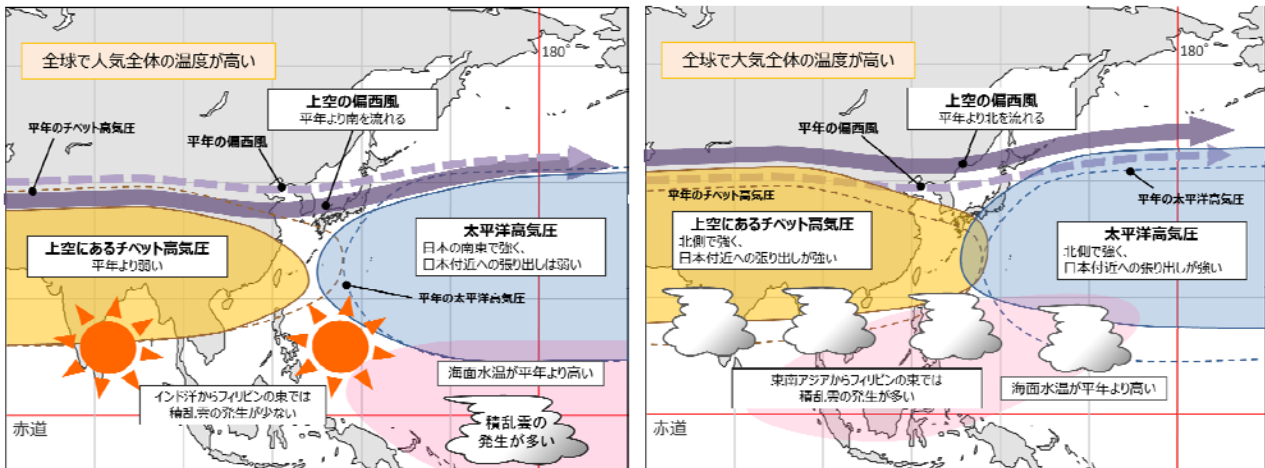 全球で人気全体の温度が高い
180°
上空の偏西風
平年より南を流れる
平年のチベット高気圧
平年の偏西風
上空にあるチベット高気圧
平年より弱い
太平洋高気圧
日本の南東で強く、
日本付近への張り出しは弱い
平年の太平洋高気圧
海面水温が平年より高い
インド洋からフィリピンの東では
積乱雲の発生が少ない
積乱雲の
発生が多い
赤道
全球で大気全体の温度が高い
180°
上空の偏西風
平年より北を流れる
平年の偏西風
平年のチベット高気圧
平年の太平洋高気圧
上空にあるチベット高気圧
北側で強く、
日本付近への張り出しが強い
太平洋高気圧
北側で強く、
日本付近への張り出しが強い
東南アジアからフィリピンの東では
積乱雲の発生が多い
海面水温が平年より高い
赤道